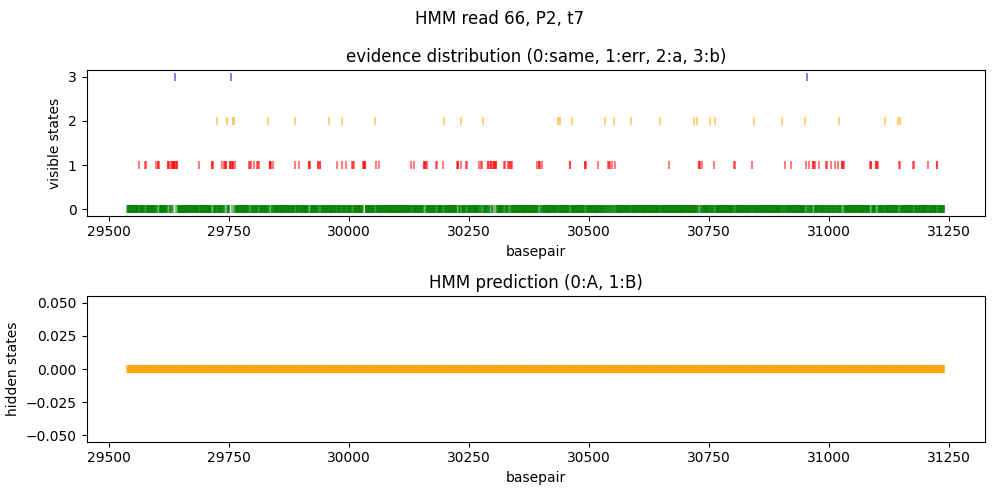 HMM read 66, P2, t7
evidence distribution (0:same, 1:err, 2:a, 3:b)
visible states
3
2
1
0
29500 29750 30000 30250 30500 30750 31000 31250
basepair
HMM prediction (0:A, 1:B)
hidden states
0.050
0.025
0.000
−0.025
−0.050
29500 29750 30000 30250 30500 30750 31000 31250
basepair